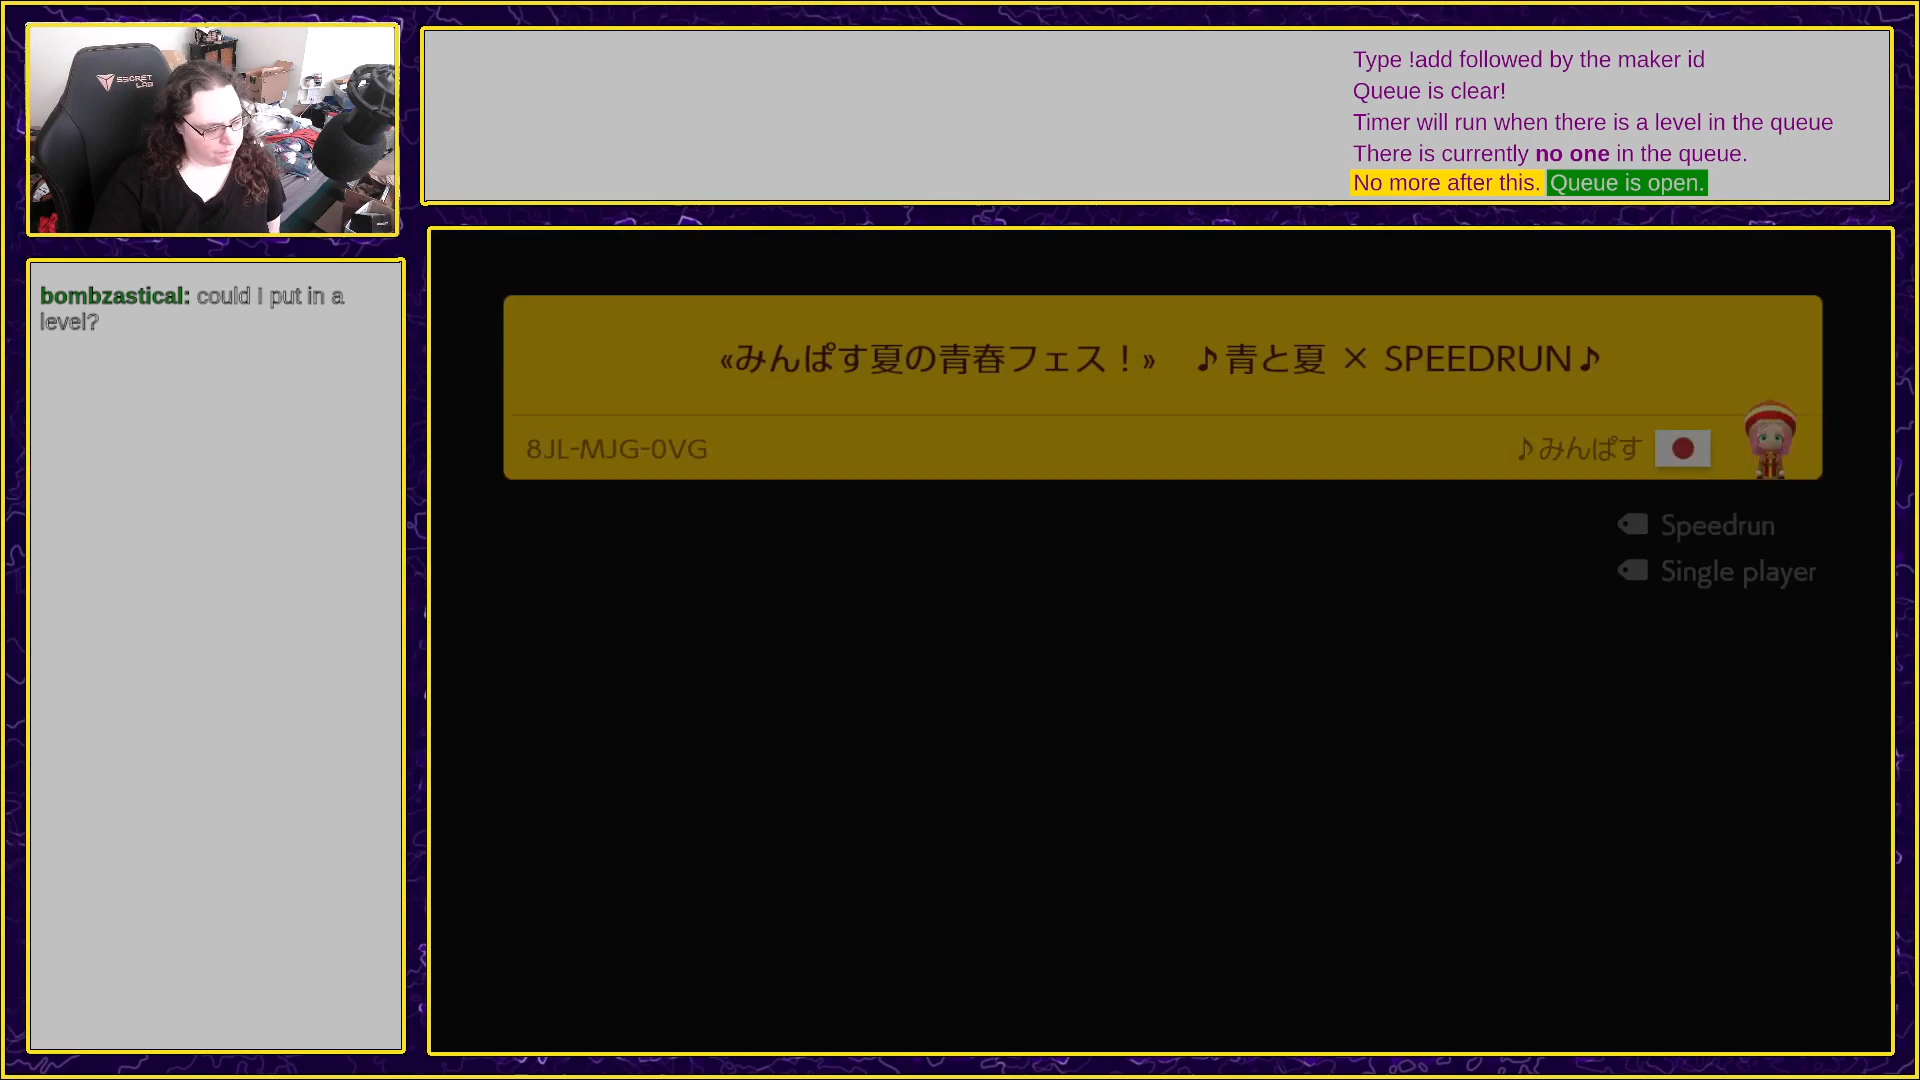 SECRET
LAB
Type !add followed by the maker id
Queue is clear!
Timer will run when there is a level in the queue
There is currently no one in the queue.
No more after this. Queue is open.
bombzastical: could I put in a
level?
«みんぱす夏の青春フェス！» ♪青と夏 × SPEEDRUN♪
8JL-MJG-0VG
♪みんぱす
Speedrun
Single player